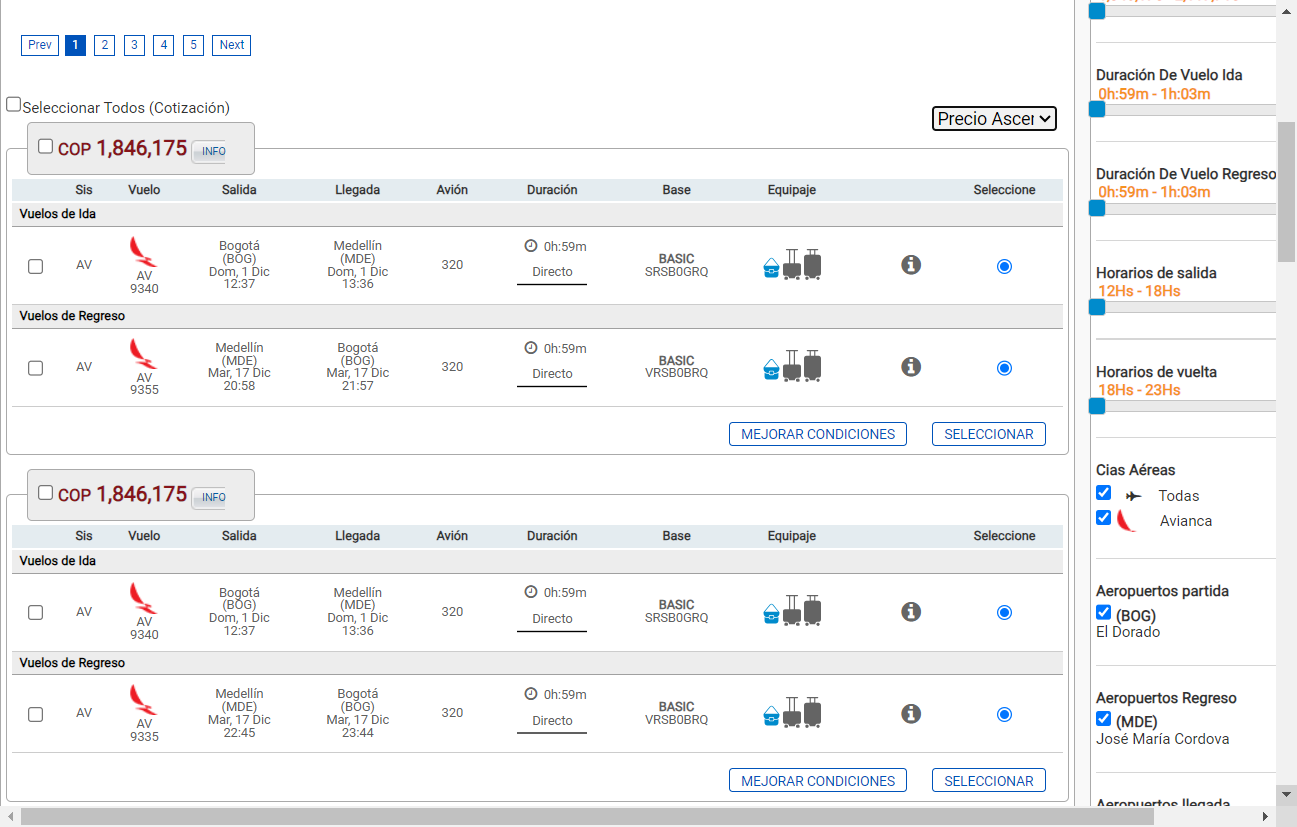 Prev 1 2 3 4 5 Next
Seleccionar Todos (Cotización)
Precio Ascer
COP 1,846,175 INFO
Sis Vuelo Salida Llegada Avión Duración Base Equipaje Seleccione
Vuelos de Ida
AV
AV
9340
Bogotá
(BOG)
Dom, 1 Dic
12:37
Medellín
(MDE)
Dom, 1 Dic
13:36
320
0h:59m
Directo
BASIC
SRSB0GRQ
Vuelos de Regreso
AV
AV
9355
Medellín
(MDE)
Mar, 17 Dic
20:58
Bogotá
(BOG)
Mar, 17 Dic
21:57
320
0h:59m
Directo
BASIC
VRSB0BRQ
MEJORAR CONDICIONES SELECCIONAR
COP 1,846,175 INFO
Sis Vuelo Salida Llegada Avión Duración Base Equipaje Seleccione
Vuelos de Ida
AV
AV
9340
Bogotá
(BOG)
Dom, 1 Dic
12:37
Medellín
(MDE)
Dom, 1 Dic
13:36
320
0h:59m
Directo
BASIC
SRSB0GRQ
Vuelos de Regreso
AV
AV
9335
Medellín
(MDE)
Mar, 17 Dic
22:45
Bogotá
(BOG)
Mar, 17 Dic
23:44
320
0h:59m
Directo
BASIC
VRSB0BRQ
MEJORAR CONDICIONES SELECCIONAR
Duración De Vuelo Ida
0h:59m - 1h:03m
Duración De Vuelo Regreso
0h:59m - 1h:03m
Horarios de salida
12Hs - 18Hs
Horarios de vuelta
18Hs - 23Hs
Cias Aéreas
Todas
Avianca
Aeropuertos partida
(BOG)
El Dorado
Aeropuertos Regreso
(MDE)
José María Cordova
Aeropuertos llegada